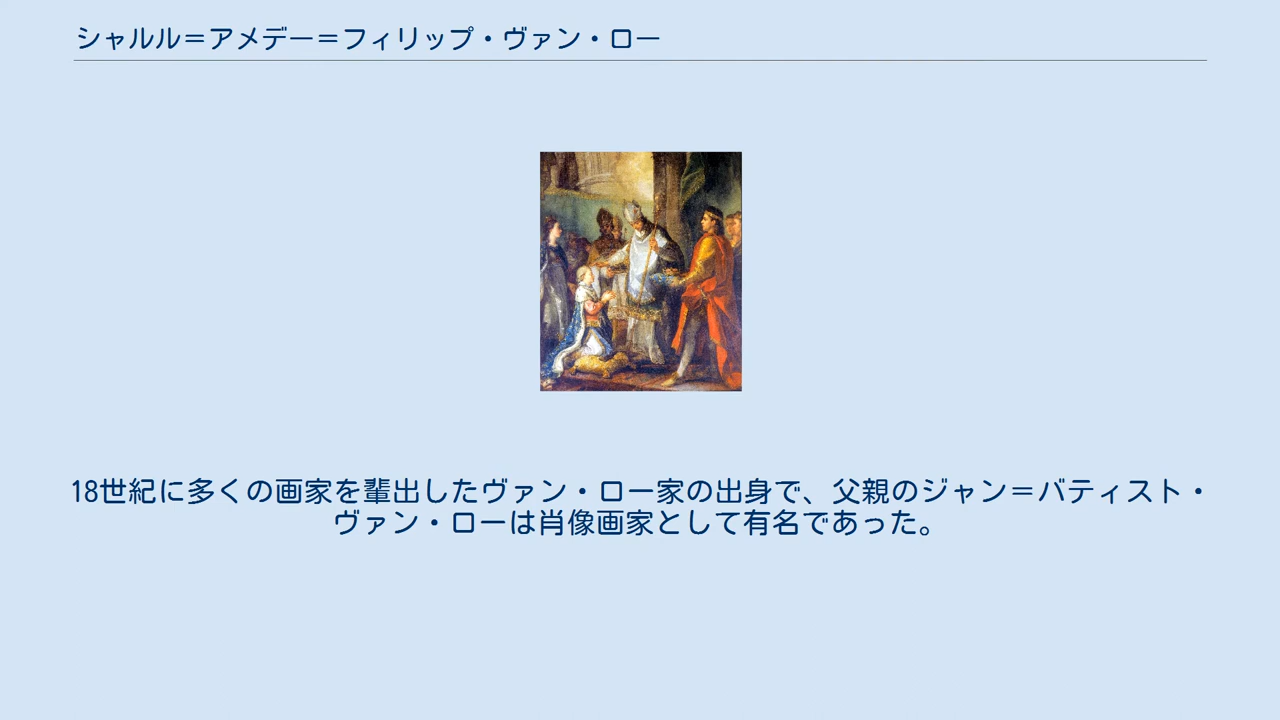 シャルル＝アメデー＝フィリップ・ヴァン・ロー
18世紀に多くの画家を輩出したヴァン・ロー家の出身で、父親のジャン＝バティスト・
ヴァン・ローは肖像画家として有名であった。